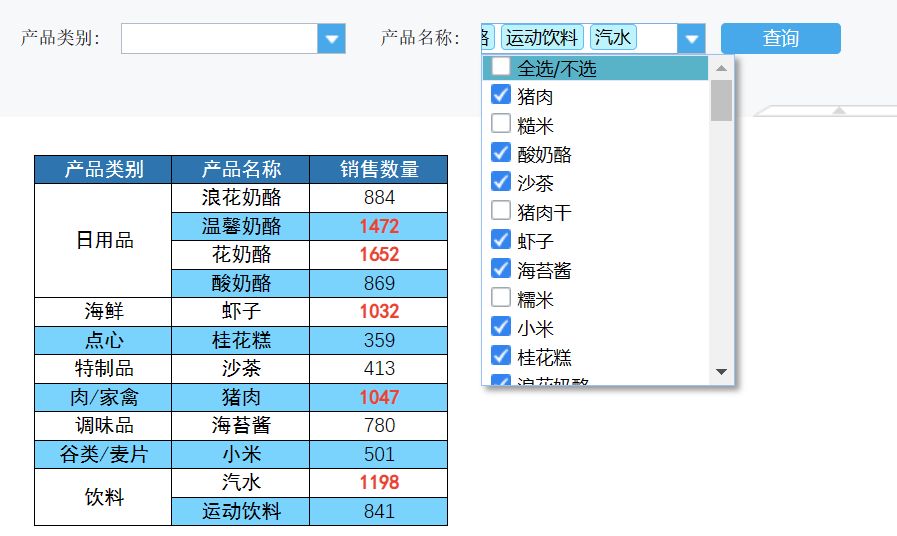 产品类别： 产品名称： 运动饮料 汽水 查询
全选/不选
猪肉
糙米
酸奶酪
沙茶
猪肉干
虾子
海苔酱
糯米
小米
桂花糕
浪花奶酪
产品类别 产品名称 销售数量
日用品 浪花奶酪 884
温馨奶酪 1472
花奶酪 1652
酸奶酪 869
海鲜 虾子 1032
点心 桂花糕 359
特制品 沙茶 413
肉/家禽 猪肉 1047
调味品 海苔酱 780
谷类/麦片 小米 501
饮料 汽水 1198
运动饮料 841